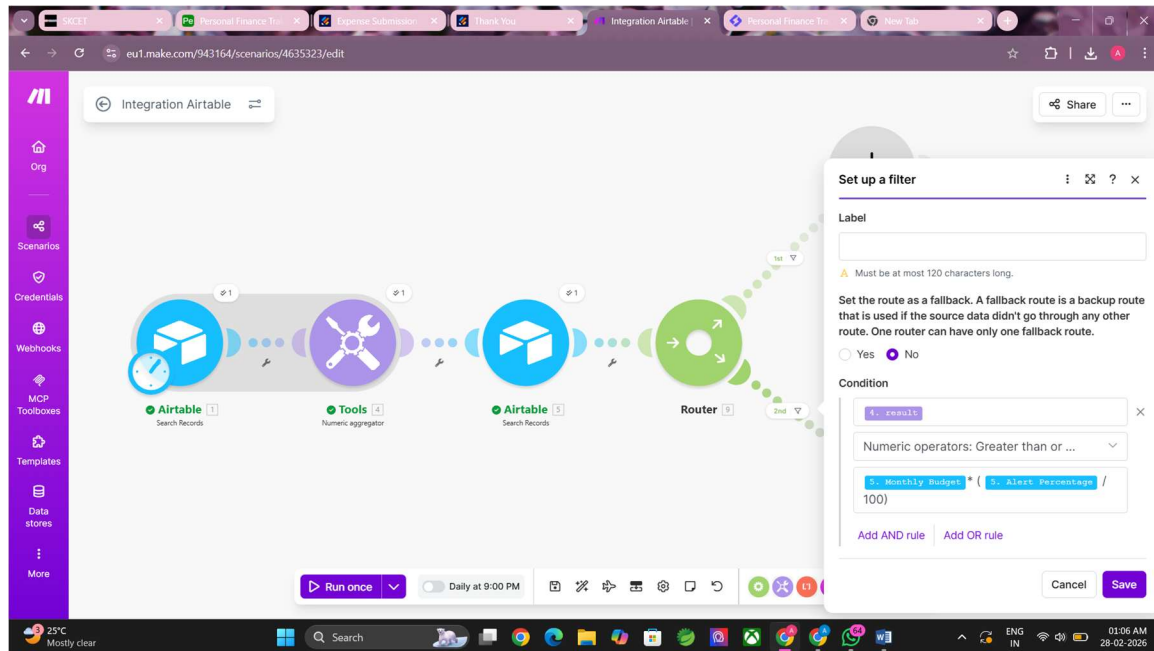 SKCET
Pe Personal Finance Tra
Expense Submission
Thank You
Integration Airtable |
Personal Finance Tra
New Tab
eu1.make.com/943164/scenarios/4635323/edit
A
Integration Airtable
Share
Org
Scenarios
Credentials
Webhooks
MCP
Toolboxes
Templates
Data
stores
More
1
1
1
1st
2nd
Airtable 1
Search Records
Tools 4
Numeric aggregator
Airtable 5
Search Records
Router 9
Set up a filter
?
Label
A Must be at most 120 characters long.
Set the route as a fallback. A fallback route is a backup route
that is used if the source data didn't go through any other
route. One router can have only one fallback route.
Yes No
Condition
4. result
Numeric operators: Greater than or ...
5. Monthly Budget * ( 5. Alert Percentage /
100)
Add AND rule Add OR rule
Cancel Save
Run once
Daily at 9:00 PM
3
25°C
Mostly clear
Search
64
ENG
IN
01:06 AM
28-02-2026